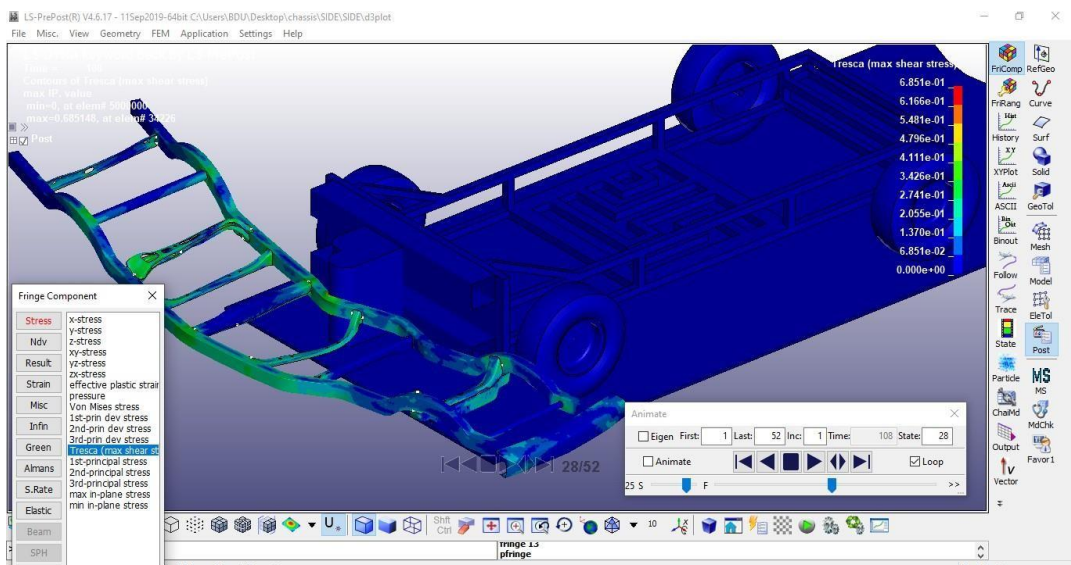 LS-PrePost(R) V4.6.17 - 11Sep2019-64bit C:\Users\BDU\Desktop\chassis\SIDE\SIDE\d3plot
File Misc. View Geometry FEM Application Settings Help
Time = 108
Contours of Tresca (max shear stress)
max IP. value
min=0, at elem# 5000000
max=0.685148, at elem# 34226
Post
Tresca (max shear stress)
6.851e-01
6.166e-01
5.481e-01
4.796e-01
4.111e-01
3.426e-01
2.741e-01
2.055e-01
1.370e-01
6.851e-02
0.000e+00
FriComp RefGeo
FriRang Curve
History Surf
XYPlot Solid
ASCII GeoTol
Binout Mesh
Follow Model
Trace EleTol
State Post
Particle MS
MS
ChaiMd MdChk
Output Favor1
Vector
Fringe Component
Stress
Ndv
Result
Strain
Misc
Infin
Green
Almans
S.Rate
Elastic
Beam
SPH
x-stress
y-stress
z-stress
xy-stress
yz-stress
zx-stress
effective plastic strain
pressure
Von Mises stress
1st-prin dev stress
2nd-prin dev stress
3rd-prin dev stress
Tresca (max shear st
1st-principal stress
2nd-principal stress
3rd-principal stress
max in-plane stress
min in-plane stress
28/52
Animate
Eigen First: 1 Last: 52 Inc: 1 Time: 108 State: 28
Animate Loop
25 S F >>
U Shft Ctrl 10
fringe 13
pfringe